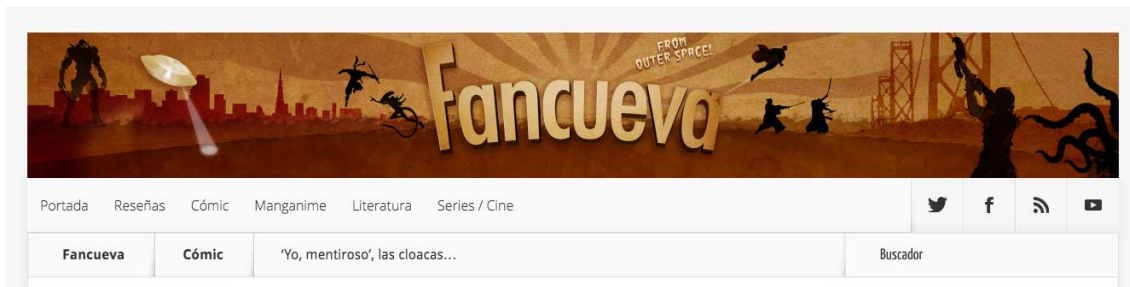 FROM
OUTER SPACE!
Fancueva
Portada Reseñas Cómic Manganime Literatura Series / Cine
Fancueva Cómic ‘Yo, mentiroso’, las cloacas… Buscador